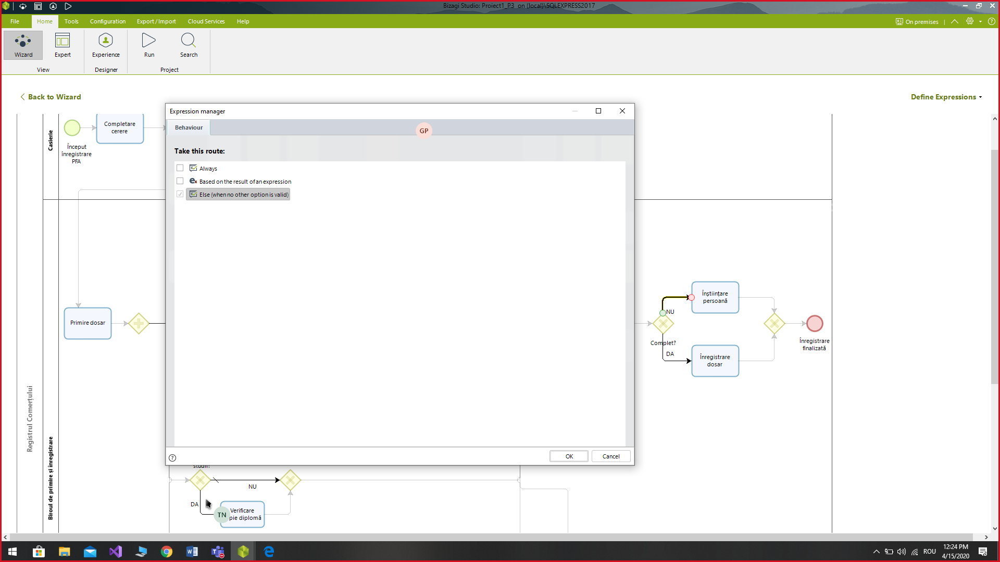 Bizagi Studio: Proiect1_P3 on (local)\SQLEXPRESS2017
File
Home
Tools
Configuration
Export / Import
Cloud Services
Help
On premises
Wizard
Expert
Experience
Run
Search
View
Designer
Project
Back to Wizard
Define Expressions
Expression manager
Behaviour
GP
Take this route:
Always
Based on the result of an expression
Else (when no other option is valid)
OK
Cancel
Casierie
Început
înregistrare
PFA
Completare
cerere
Registrul Comerțului
Biroul de primire și înregistrare
Primire dosar
NU
Complet?
DA
Înștiințare
persoană
Înregistrare
dosar
Înregistrare
finalizată
studii?
NU
DA
TN
Verificare
pie diplomă
ROU
12:24 PM
4/15/2020